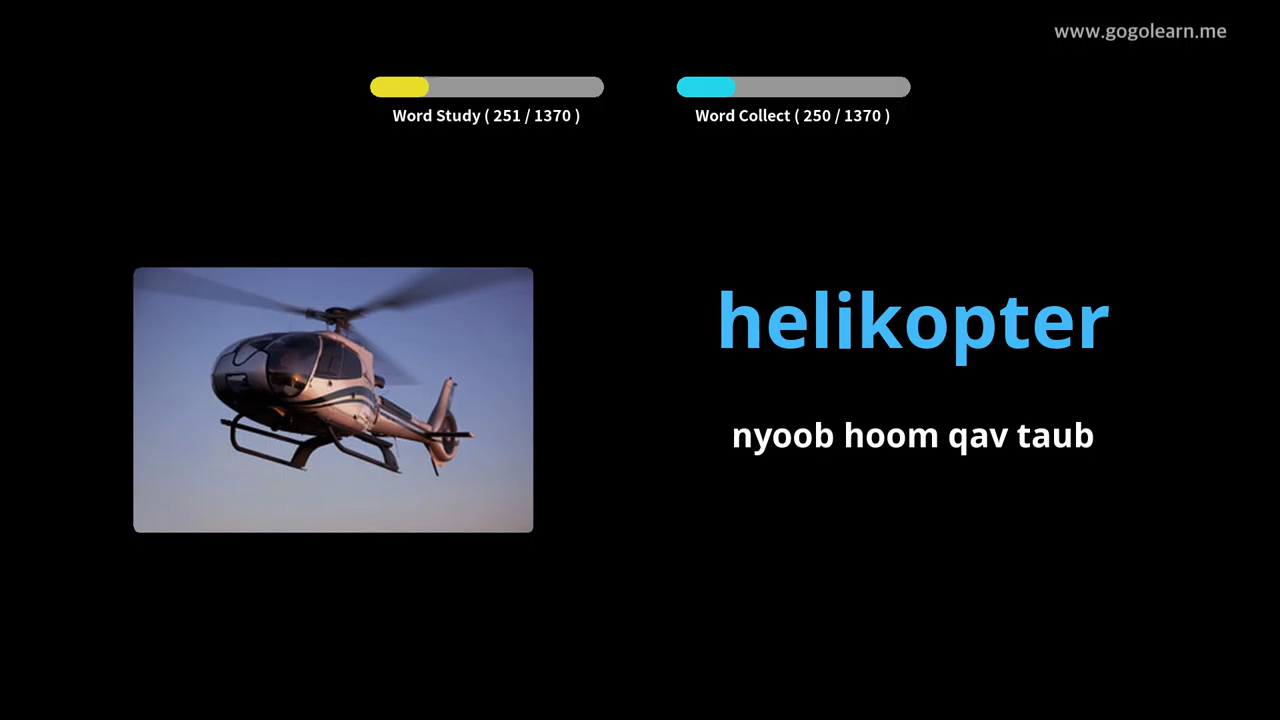 www.gogolearn.me
Word Study ( 251 / 1370 )
Word Collect ( 250 / 1370 )
helikopter
nyoob hoom qav taub